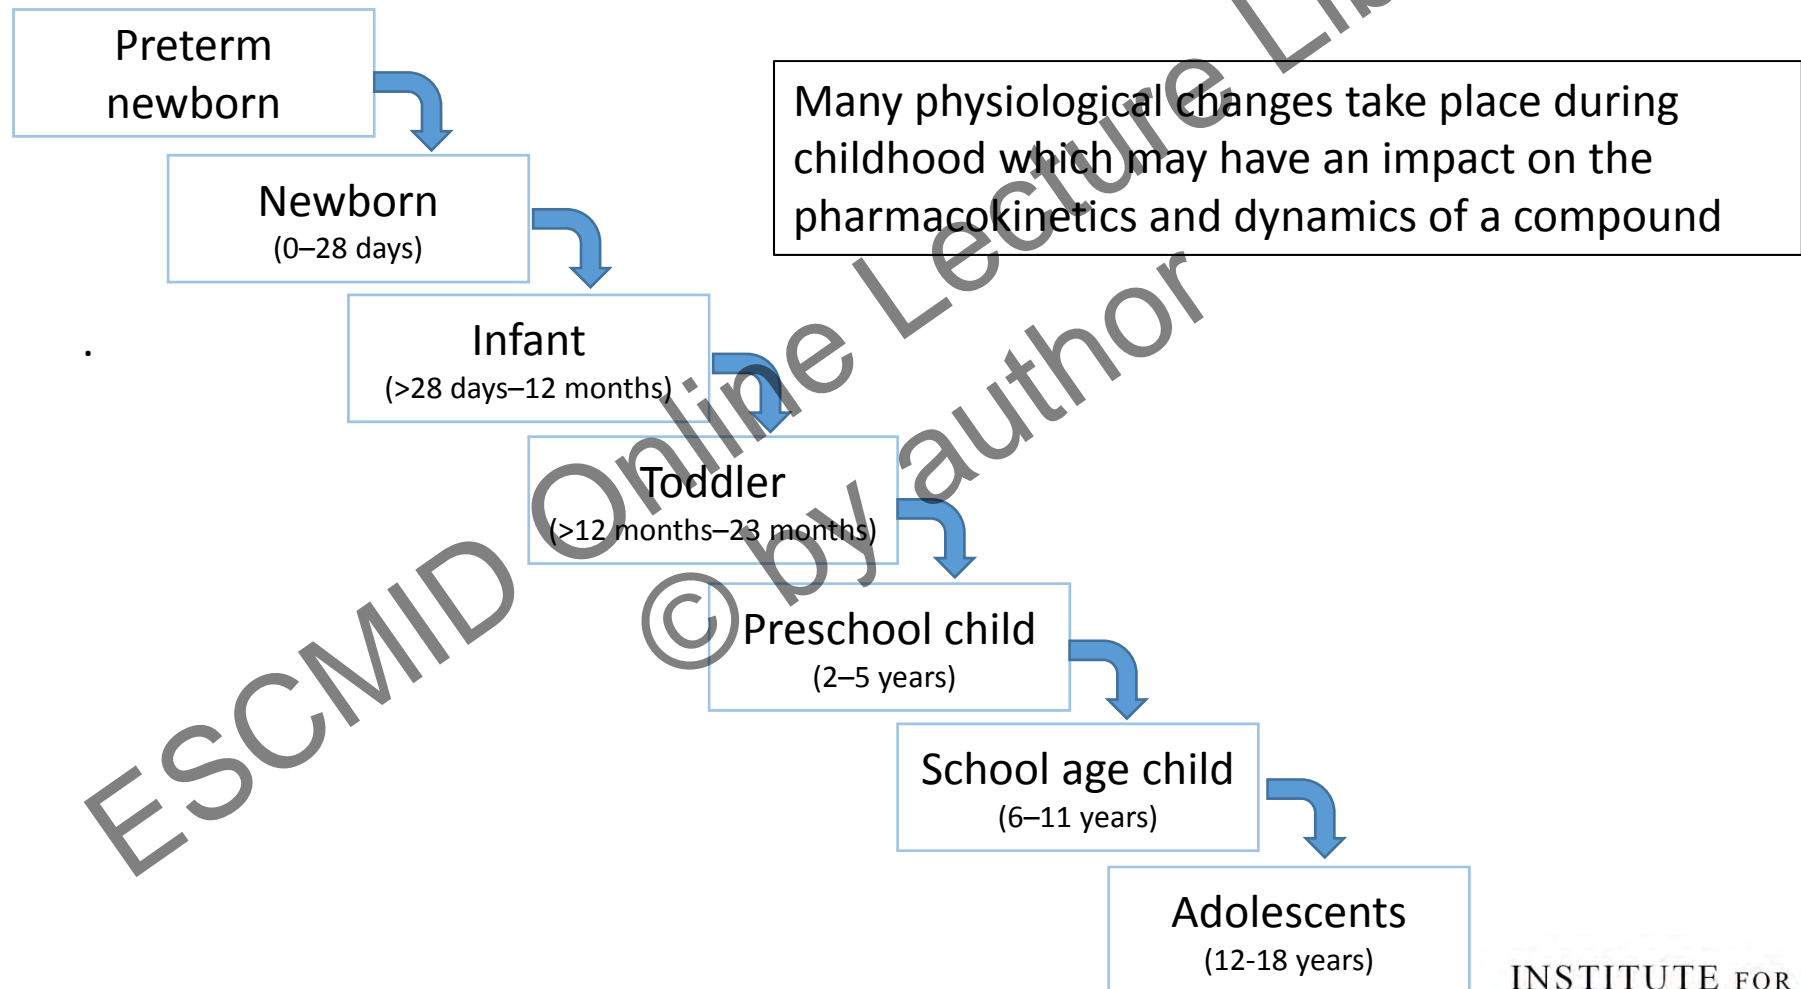 Preterm
newborn
Many physiological changes take place during
childhood which may have an impact on the
pharmacokinetics and dynamics of a compound
Newborn
(0–28 days)
Infant
(>28 days–12 months)
.
Toddler
(>12 months–23 months)
Preschool child
(2–5 years)
School age child
(6–11 years)
Adolescents
(12-18 years)
INSTITUTE FOR
ESCMID Online Lecture
© by author